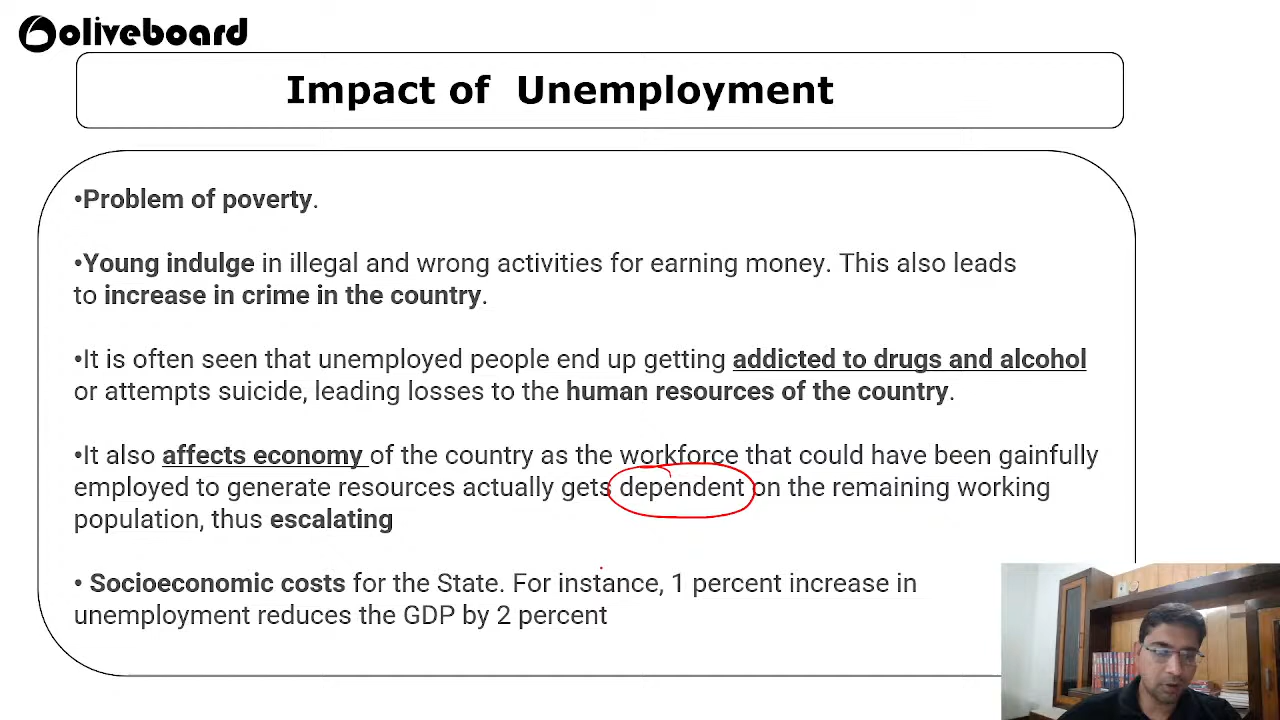 oliveboard
Impact of Unemployment
•Problem of poverty.
•Young indulge in illegal and wrong activities for earning money. This also leads
to increase in crime in the country.
•It is often seen that unemployed people end up getting addicted to drugs and alcohol
or attempts suicide, leading losses to the human resources of the country.
•It also affects economy of the country as the workforce that could have been gainfully
employed to generate resources actually gets dependent on the remaining working
population, thus escalating
• Socioeconomic costs for the State. For instance, 1 percent increase in
unemployment reduces the GDP by 2 percent